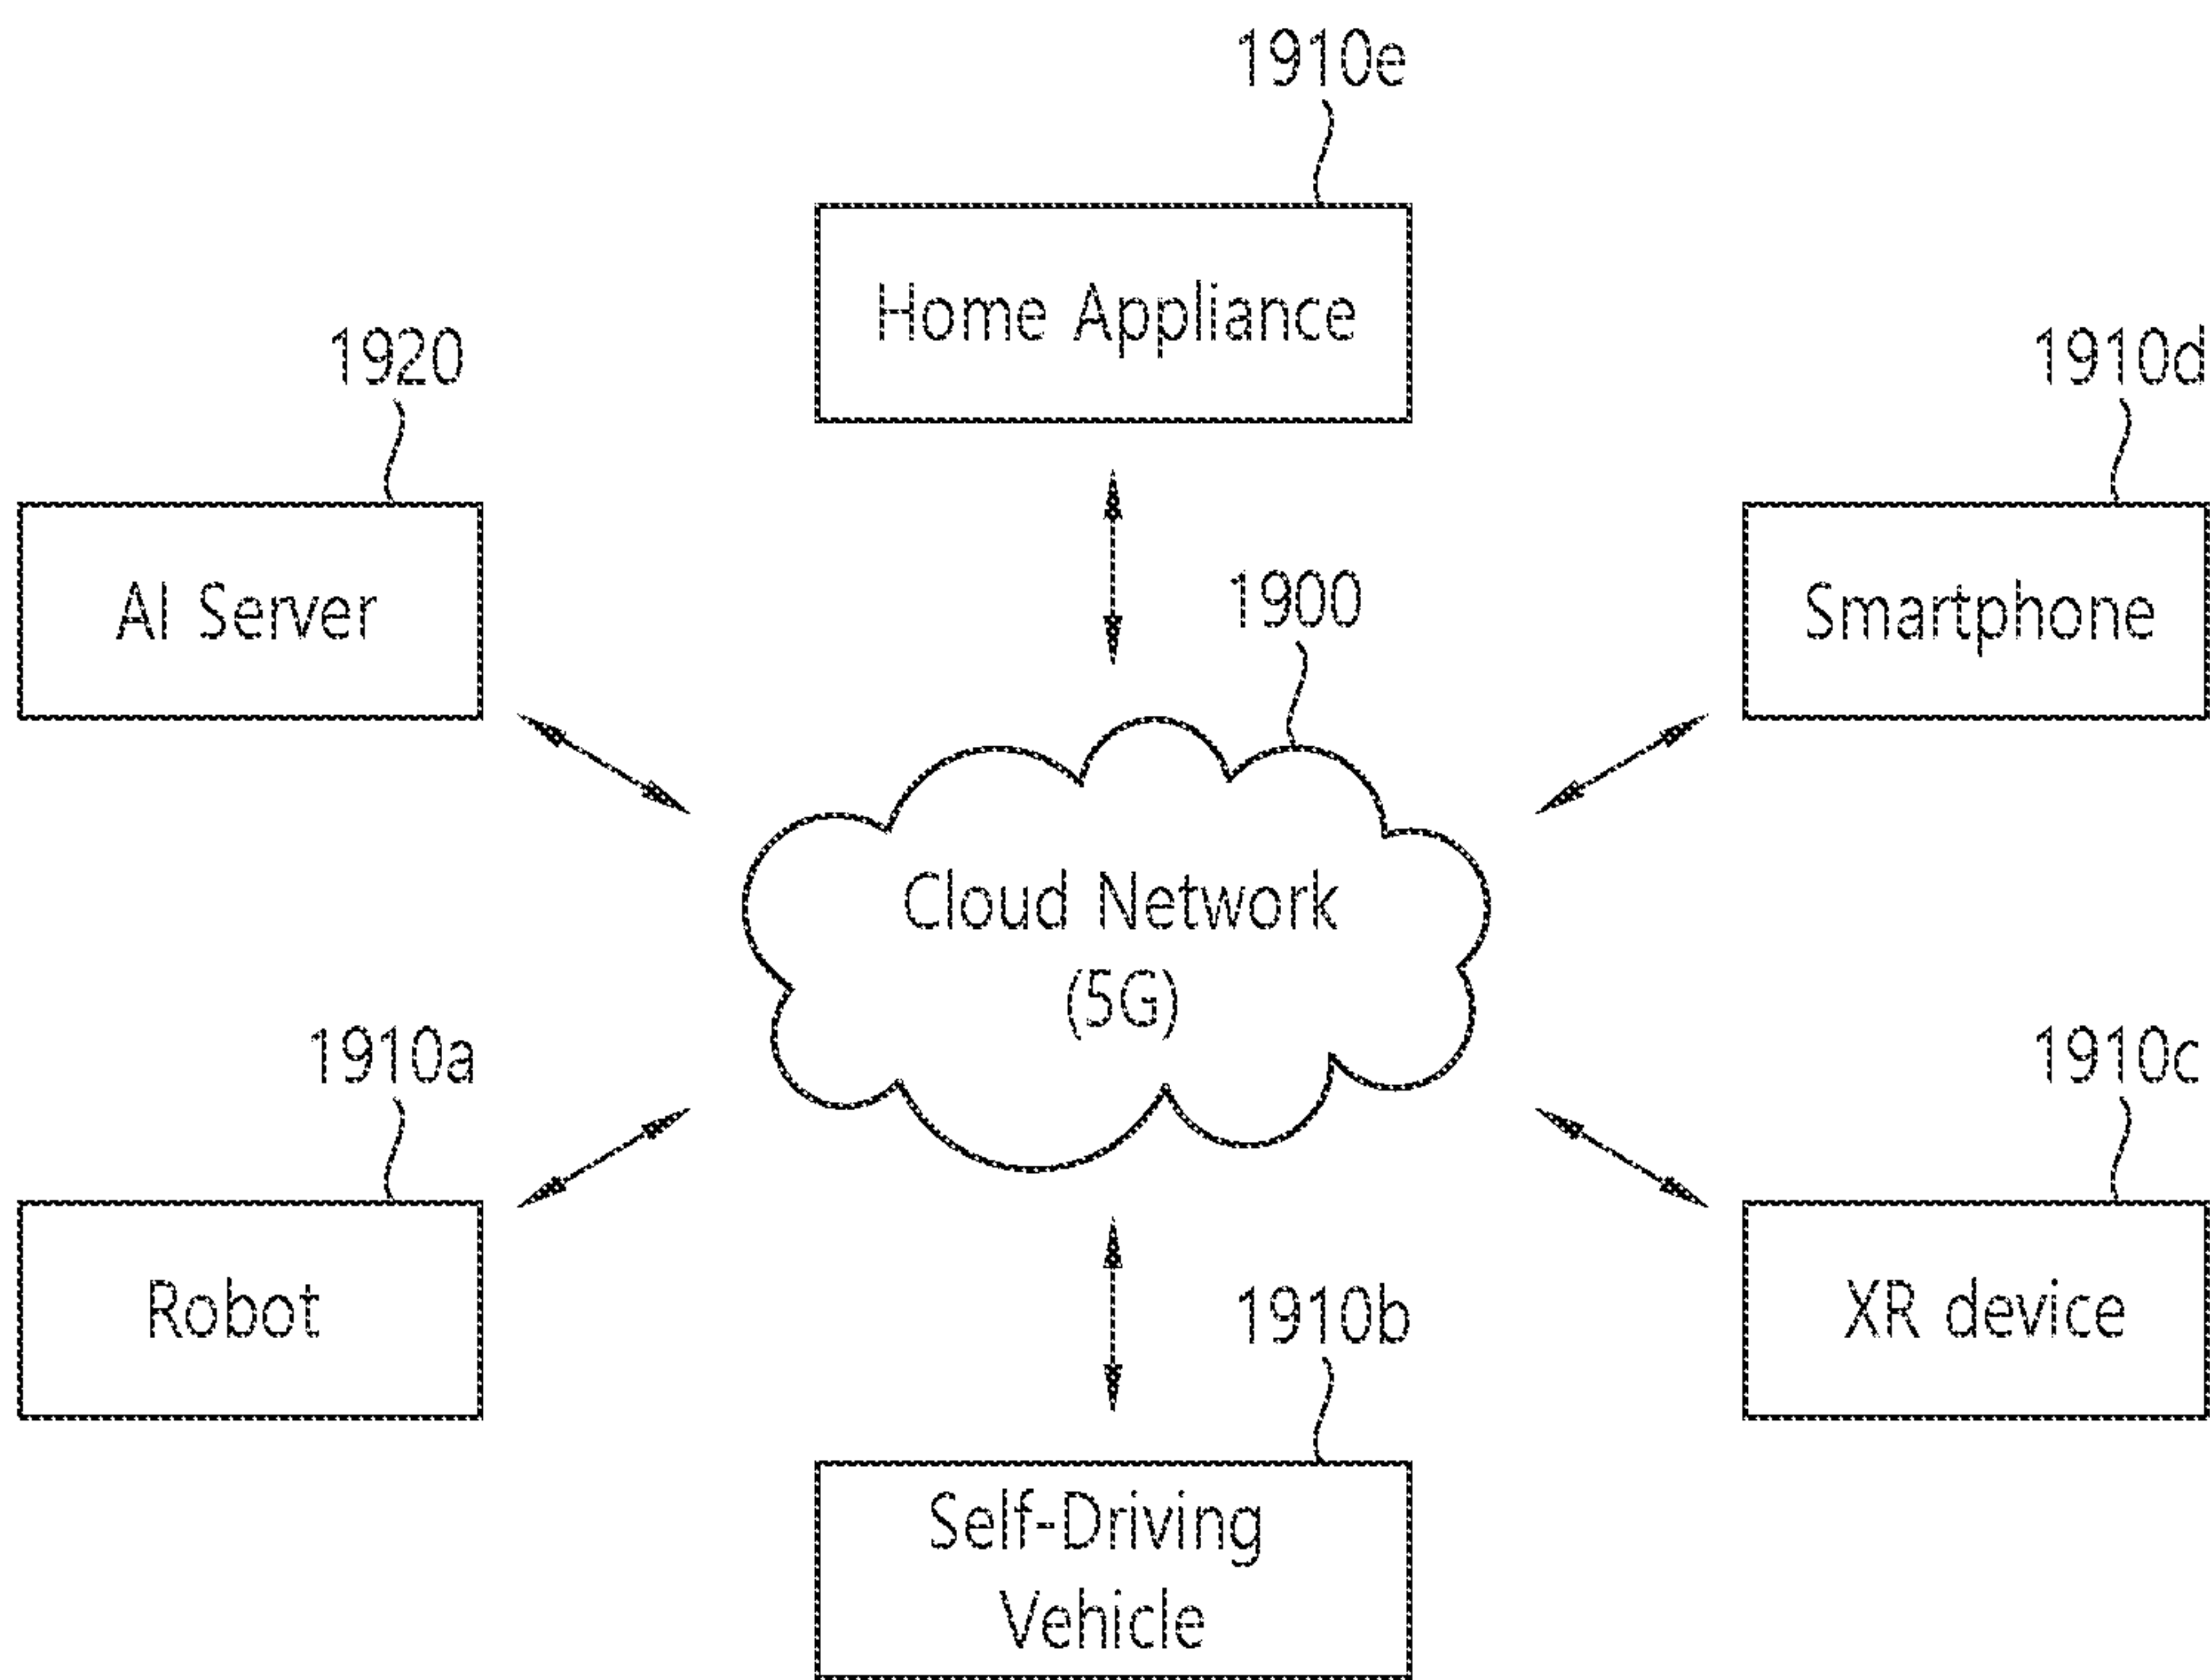 1910e
Home Appliance
1920
1910d
AI Server
Smartphone
1900
Cloud Network
(5G)
1910a
1910c
Robot
XR device
1910b
Self-Driving
Vehicle